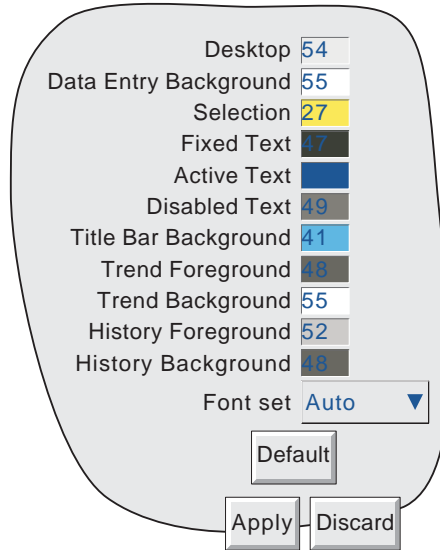 Desktop 54
Data Entry Background 55
Selection 27
Fixed Text 47
Active Text
Disabled Text 49
Title Bar Background 41
Trend Foreground 48
Trend Background 55
History Foreground 52
History Background 48
Font set Auto ▼
Default
Apply Discard